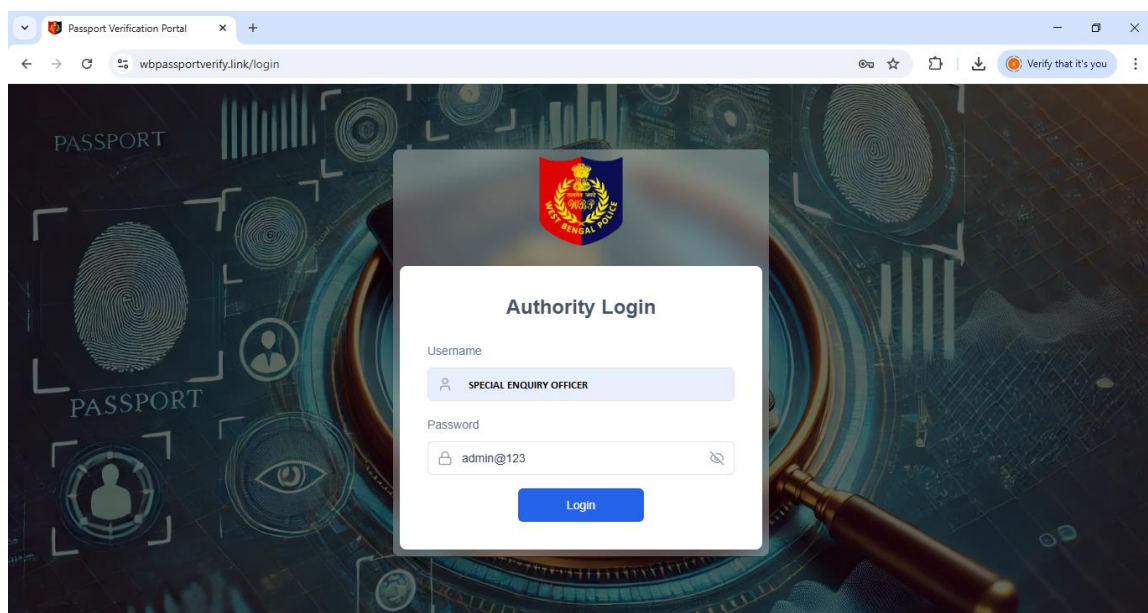 Passport Verification Portal
wbpassportverify.link/login
Verify that it's you
PASSPORT
WBP
WEST BENGAL POLICE
Authority Login
Username
SPECIAL ENQUIRY OFFICER
Password
admin@123
Login
PASSPORT